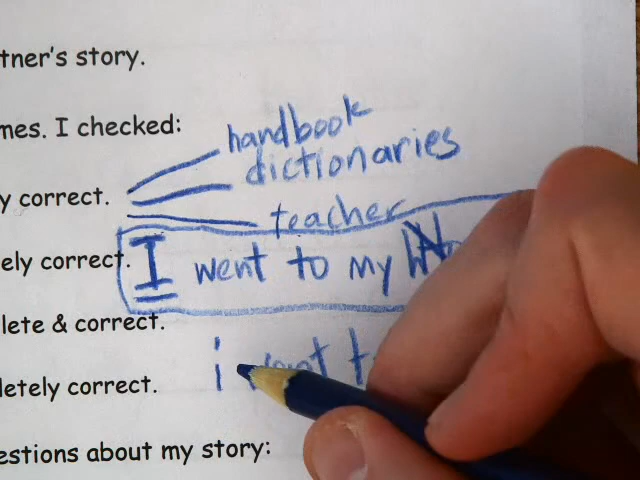 tner's story.
mes. I checked:
handbook
dictionaries
y correct.
teacher
ely correct.
I went to my
lete & correct.
i went t
letely correct.
estions about my story: